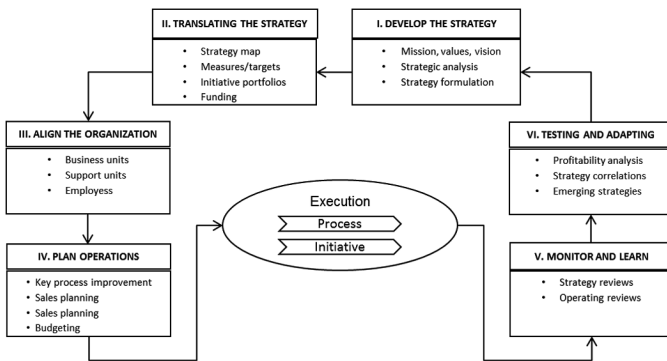 II. TRANSLATING THE STRATEGY
• Strategy map
• Measures/targets
• Initiative portfolios
• Funding
I. DEVELOP THE STRATEGY
• Mission, values, vision
• Strategic analysis
• Strategy formulation
III. ALIGN THE ORGANIZATION
• Business units
• Support units
• Employess
VI. TESTING AND ADAPTING
• Profitability analysis
• Strategy correlations
• Emerging strategies
Execution
Process
Initiative
IV. PLAN OPERATIONS
• Key process improvement
• Sales planning
• Sales planning
• Budgeting
V. MONITOR AND LEARN
• Strategy reviews
• Operating reviews